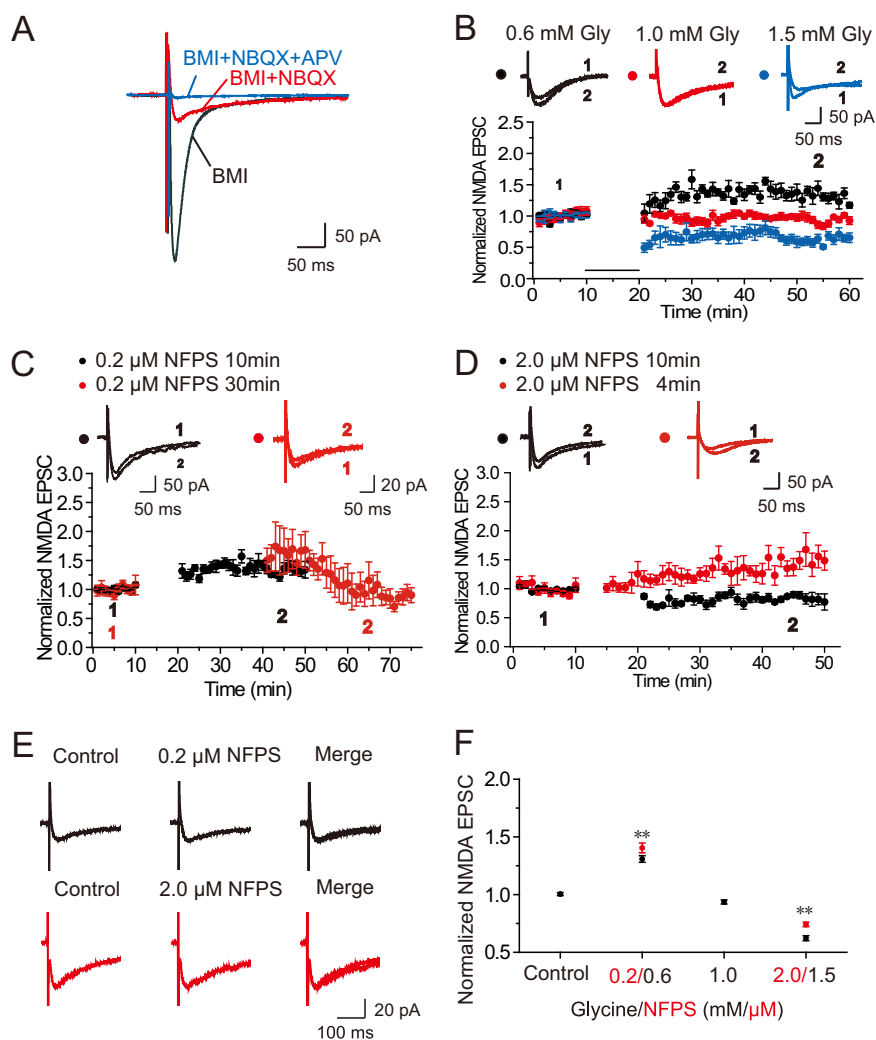 A
BMI+NBQX+APV
BMI+NBQX
BMI
50 pA
50 ms
B
0.6 mM Gly 1.0 mM Gly 1.5 mM Gly
1 2 2
2 1 1
50 pA
50 ms
Normalized NMDA EPSC
2.5
2.0
1.5
1.0
0.5
0.0
1
2
0 10 20 30 40 50 60
Time (min)
C
0.2 µM NFPS 10min
0.2 µM NFPS 30min
1 2
2 1
50 pA 20 pA
50 ms 50 ms
Normalized NMDA EPSC
3.0
2.5
2.0
1.5
1.0
0.5
0.0
1 2
1 2
0 10 20 30 40 50 60 70
Time (min)
D
2.0 µM NFPS 10min
2.0 µM NFPS 4min
2 1
1 2
50 pA
50 ms
Normalized NMDA EPSC
3.0
2.5
2.0
1.5
1.0
0.5
0.0
1 2
0 10 20 30 40 50
Time (min)
E
Control 0.2 µM NFPS Merge
Control 2.0 µM NFPS Merge
20 pA
100 ms
F
Normalized NMDA EPSC
2.0
1.5
1.0
0.5
**
**
Control 0.2/0.6 1.0 2.0/1.5
Glycine/NFPS (mM/µM)